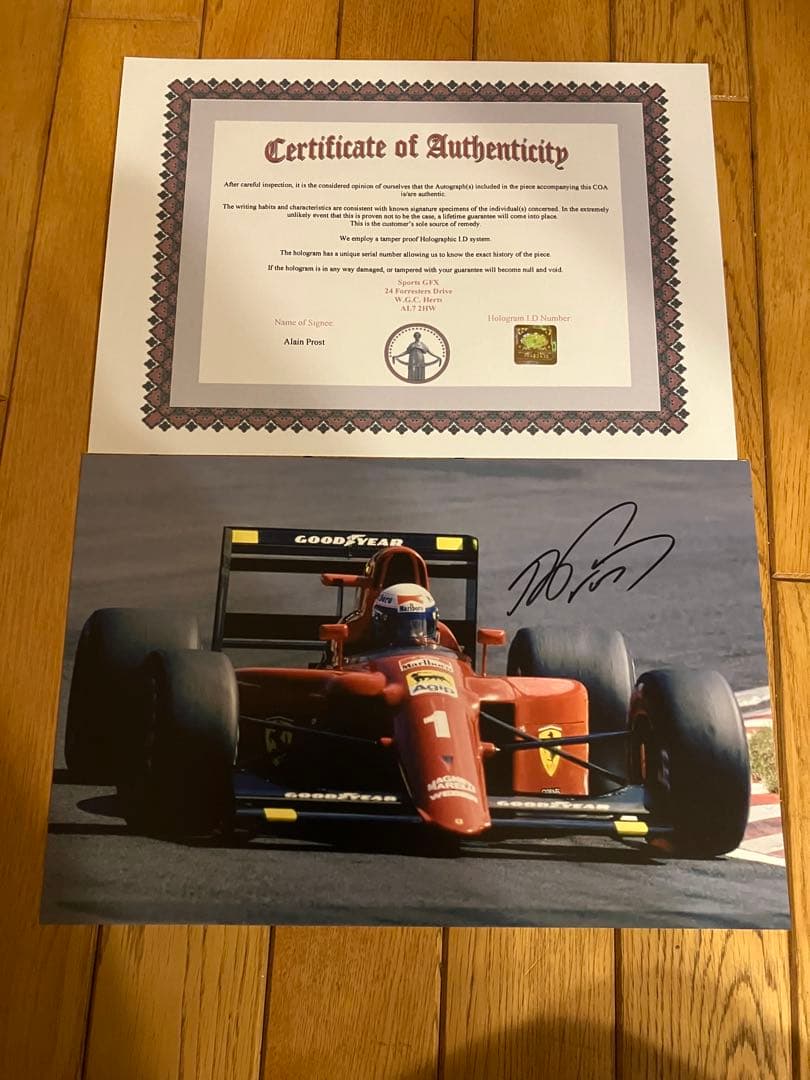 Certificate of Authenticity
After careful inspection, it is the considered opinion of ourselves that the Autograph(s) included in the piece accompanying this COA
is/are authentic.
The writing habits and characteristics are consistent with known signature specimens of the individual(s) concerned. In the extremely
unlikely event that this is proven not to be the case, a lifetime guarantee will come into place.
This is the customer's sole source of remedy.
We employ a tamper proof Holographic I.D system.
The hologram has a unique serial number allowing us to know the exact history of the piece.
If the hologram is in any way damaged, or tampered with your guarantee will become null and void.
Sports GFX
24 Forresters Drive
W.G.C. Herts
AL7 2HW
Name of Signee:
Hologram I.D Number:
Alain Prost
GOODYEAR
Marlboro
Marlboro
Agip
1
MAGNETI
MARELLI
GOODYEAR
GOODYEAR